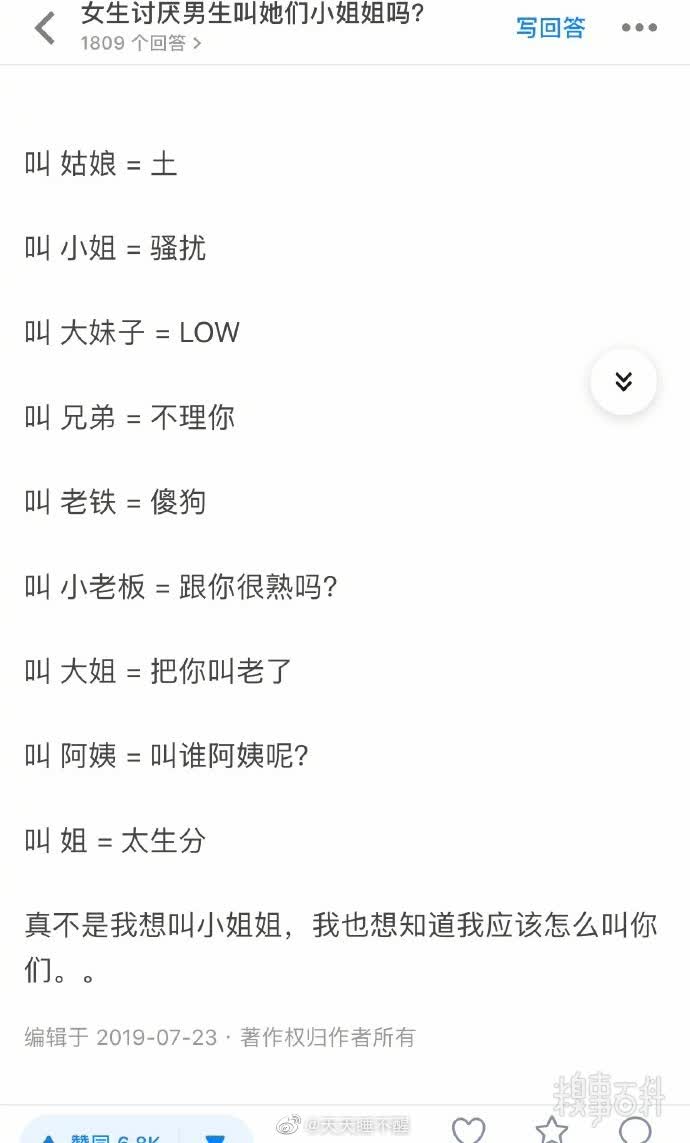 女生讨厌男生叫她们小姐姐吗?
1809 个回答
写回答
叫 姑娘 = 土
叫 小姐 = 骚扰
叫 大妹子 = LOW
叫 兄弟 = 不理你
叫 老铁 = 傻狗
叫 小老板 = 跟你很熟吗?
叫 大姐 = 把你叫老了
叫 阿姨 = 叫谁阿姨呢?
叫 姐 = 太生分
真不是我想叫小姐姐，我也想知道我应该怎么叫你
们。。
编辑于 2019-07-23 · 著作权归作者所有
糗事百科
赞同 6.8K
@天天睡不醒